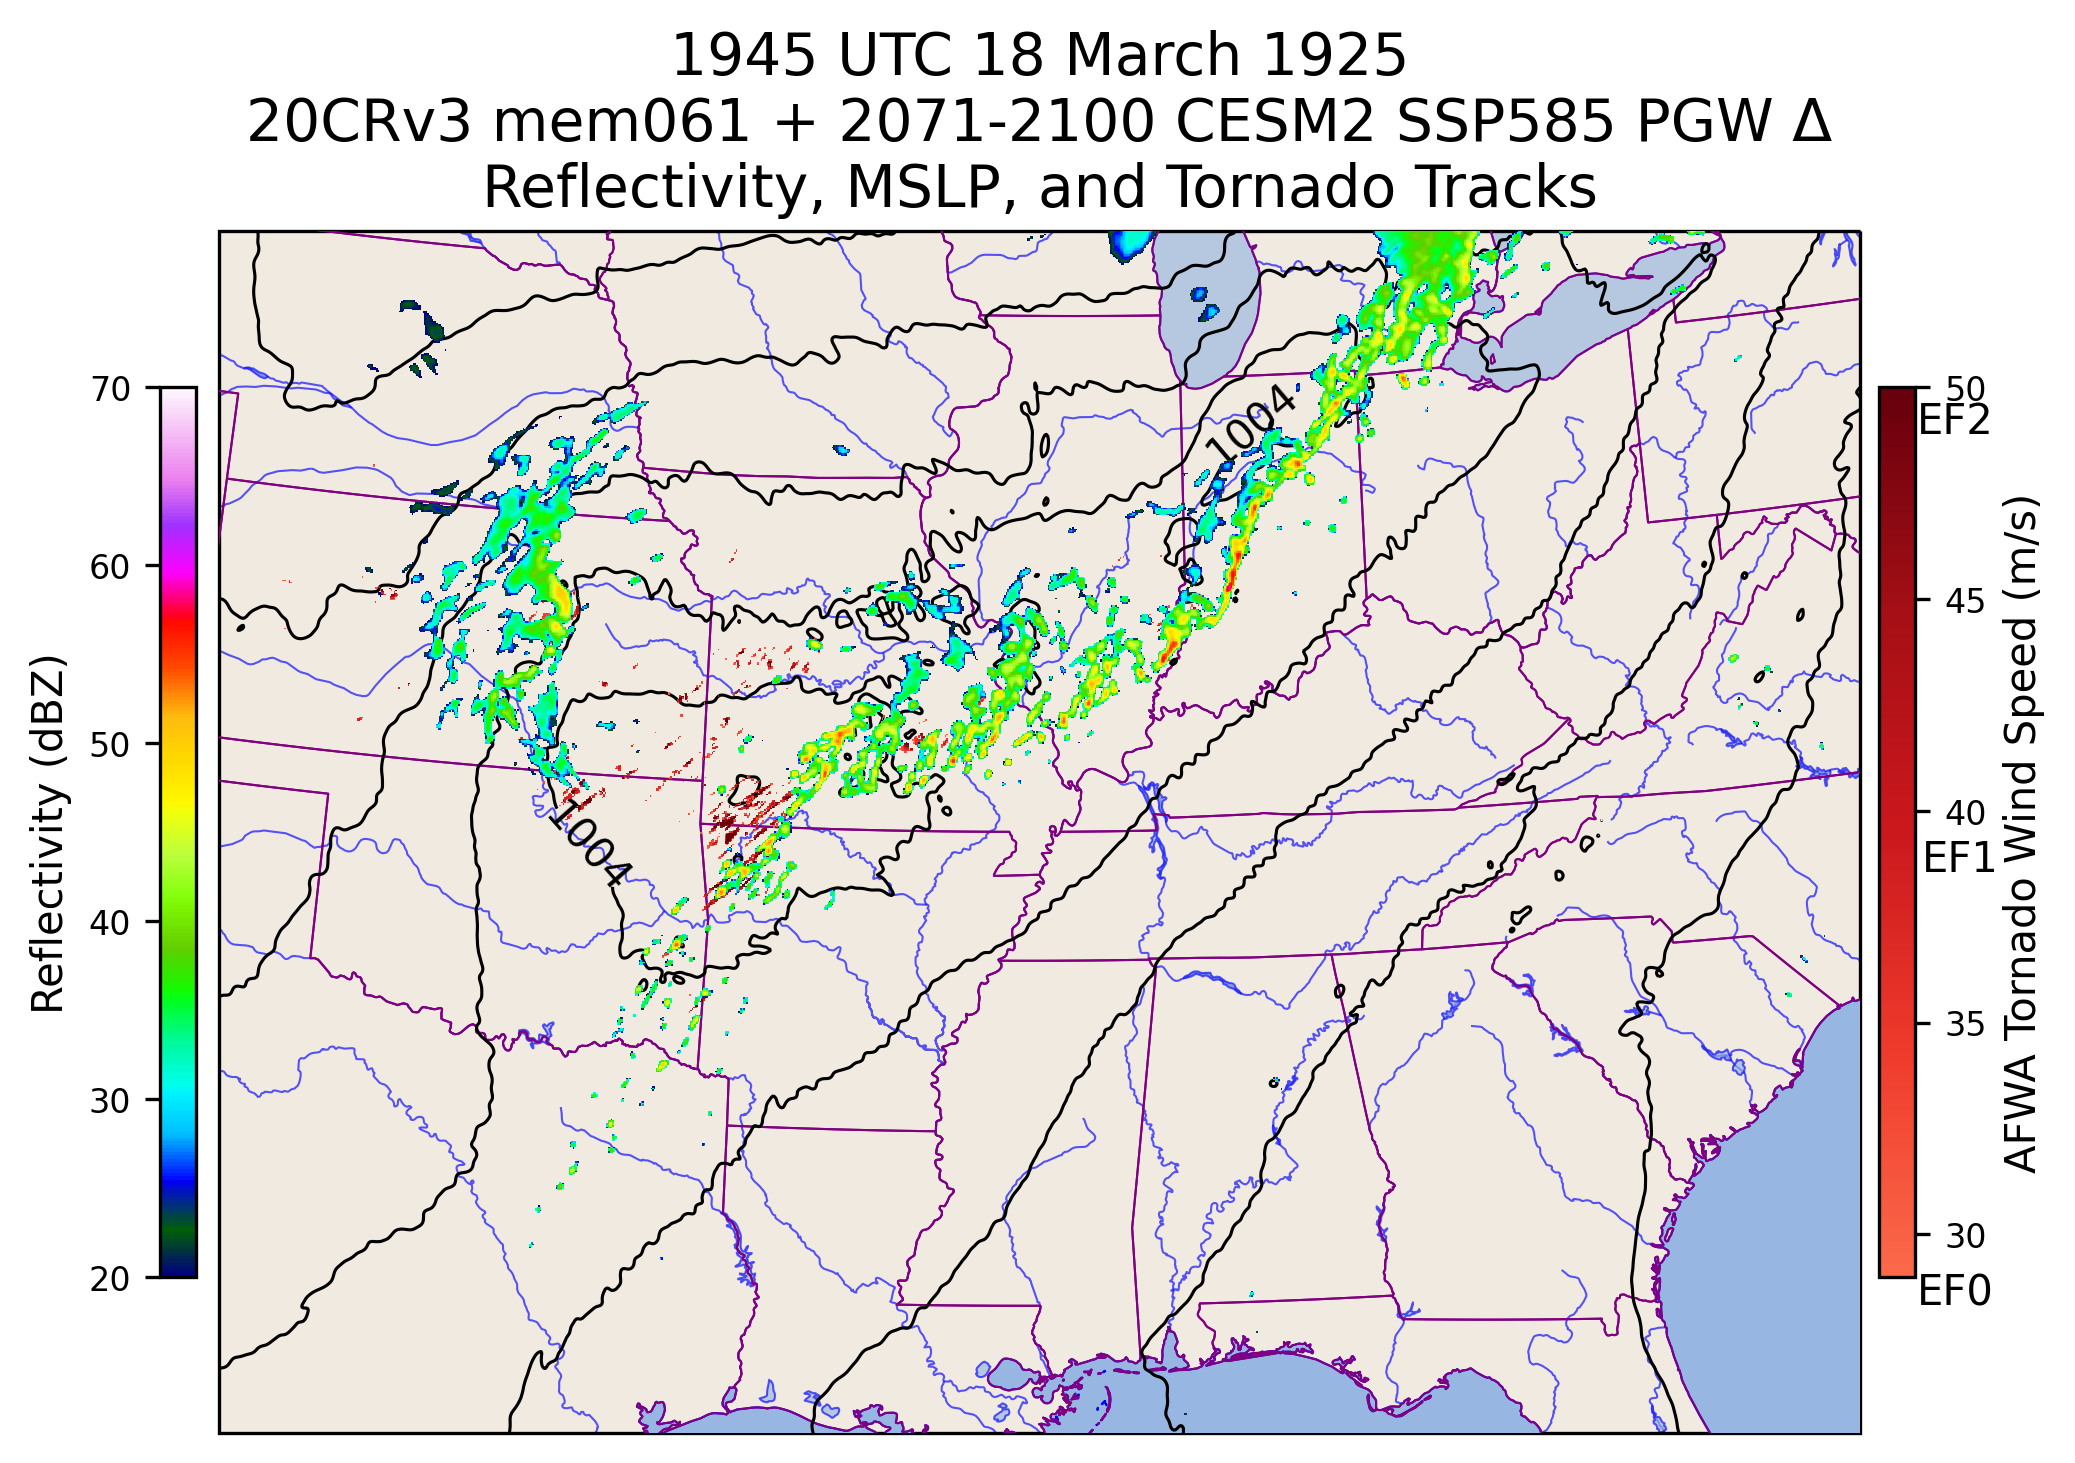 1945 UTC 18 March 1925
20CRv3 mem061 + 2071-2100 CESM2 SSP585 PGW Δ
Reflectivity, MSLP, and Tornado Tracks
70
60
50
40
30
20
Reflectivity (dBZ)
1004
1004
50
EF2
45
40
EF1
35
30
EF0
AFWA Tornado Wind Speed (m/s)